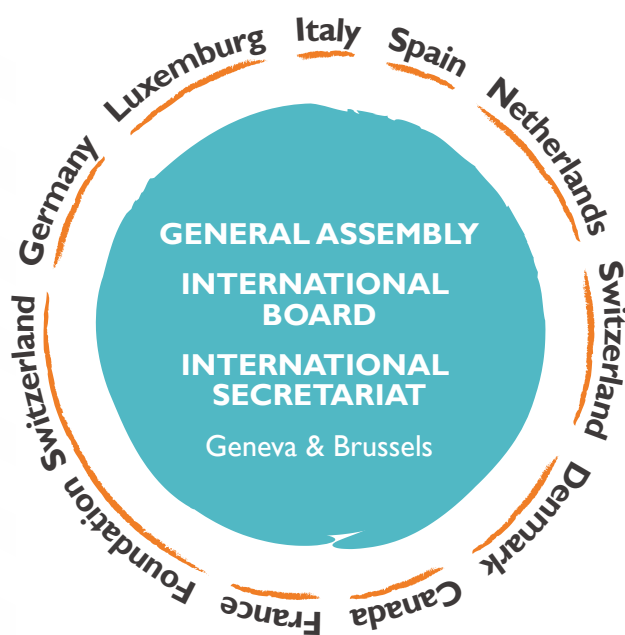 Italy
Spain
Netherlands
Switzerland
Denmark
Canada
France
Foundation Switzerland
Germany
Luxemburg
GENERAL ASSEMBLY
INTERNATIONAL
BOARD
INTERNATIONAL
SECRETARIAT
Geneva & Brussels